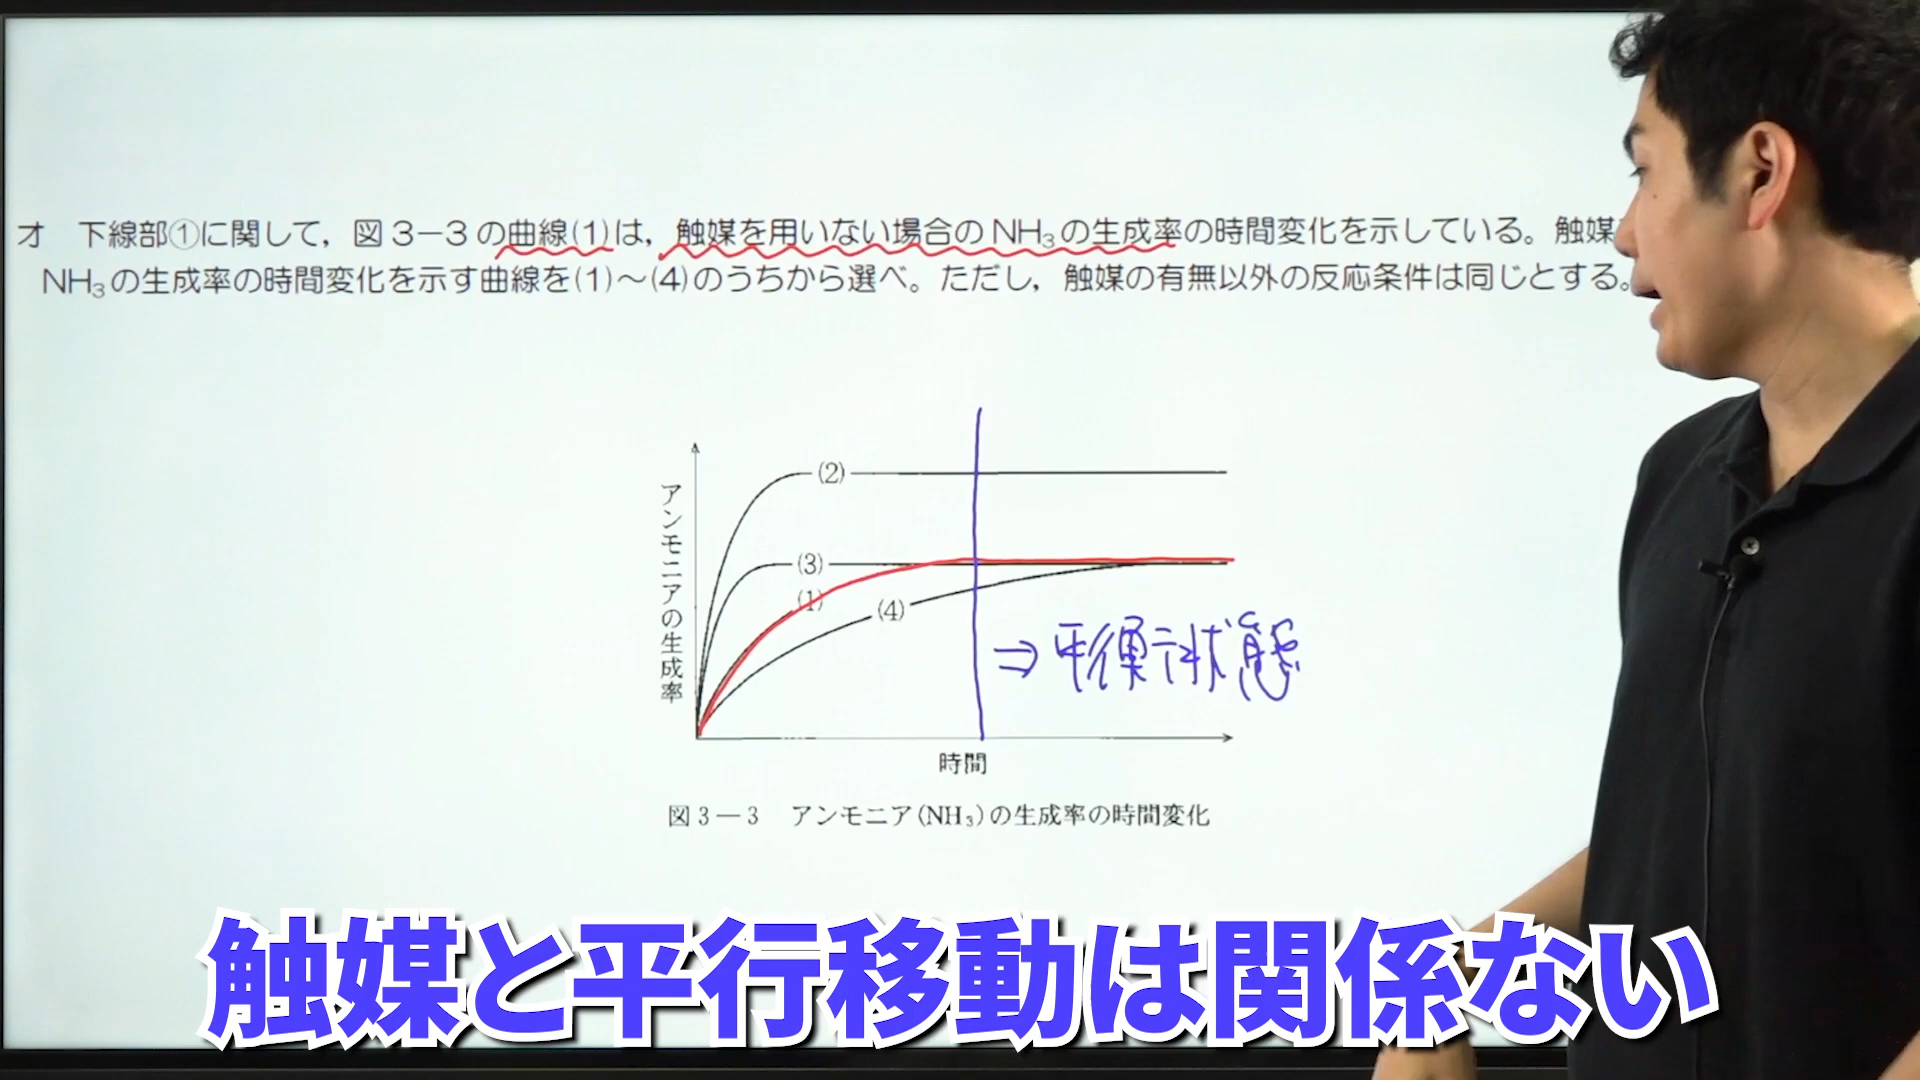 オ 下線部①に関して，図3－3の曲線(1)は，触媒を用いない場合のNH₃の生成率の時間変化を示している。触媒
NH₃の生成率の時間変化を示す曲線を(1)～(4)のうちから選べ。ただし，触媒の有無以外の反応条件は同じとする。
(2)
(3)
(1)
(4)
アンモニアの生成率
⇒平衡状態
時間
図3－3 アンモニア(NH₃)の生成率の時間変化
触媒と平行移動は関係ない